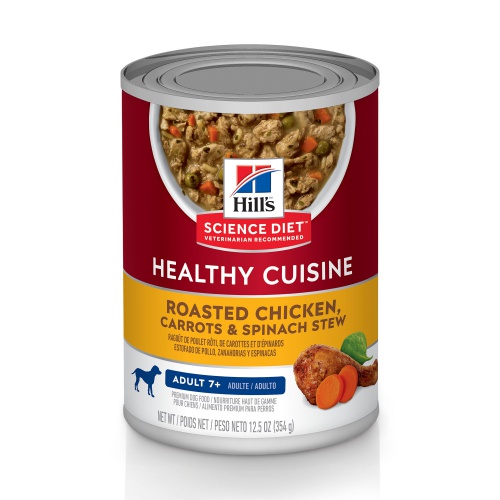 Hill's
SCIENCE DIET™
VETERINARIAN RECOMMENDED
HEALTHY CUISINE
ROASTED CHICKEN,
CARROTS & SPINACH STEW
RAGOÛT DE POULET RÔTI, DE CAROTTES ET D'ÉPINARDS
ESTOFADO DE POLLO, ZANAHORIAS Y ESPINACAS
ADULT 7+ ADULTE / ADULTO
PREMIUM DOG FOOD / NOURRITURE HAUT DE GAMME
POUR CHIENS / ALIMENTO PREMIUM PARA PERROS
NET WT / POIDS NET / PESO NETO 12.5 OZ (354 g)